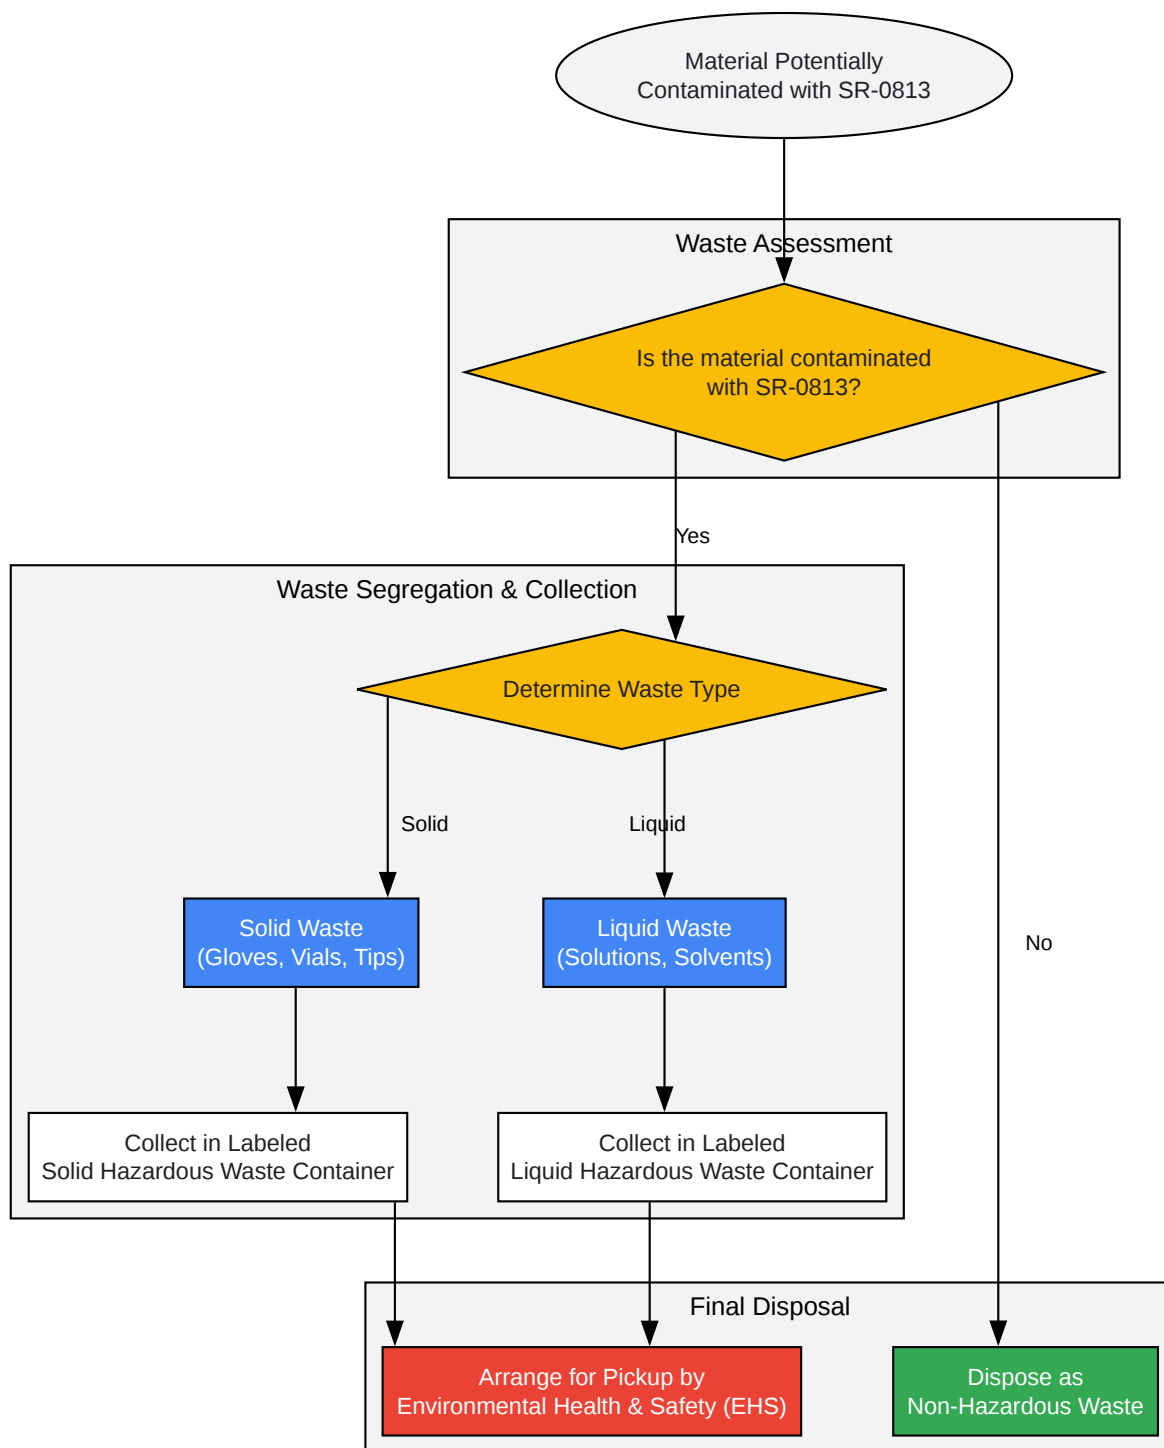 Material Potentially
Contaminated with SR-0813
Waste Assessment
Is the material contaminated
with SR-0813?
Yes
Waste Segregation & Collection
Determine Waste Type
Solid
Liquid
Solid Waste
(Gloves, Vials, Tips)
Liquid Waste
(Solutions, Solvents)
No
Collect in Labeled
Solid Hazardous Waste Container
Collect in Labeled
Liquid Hazardous Waste Container
Final Disposal
Arrange for Pickup by
Environmental Health & Safety (EHS)
Dispose as
Non-Hazardous Waste